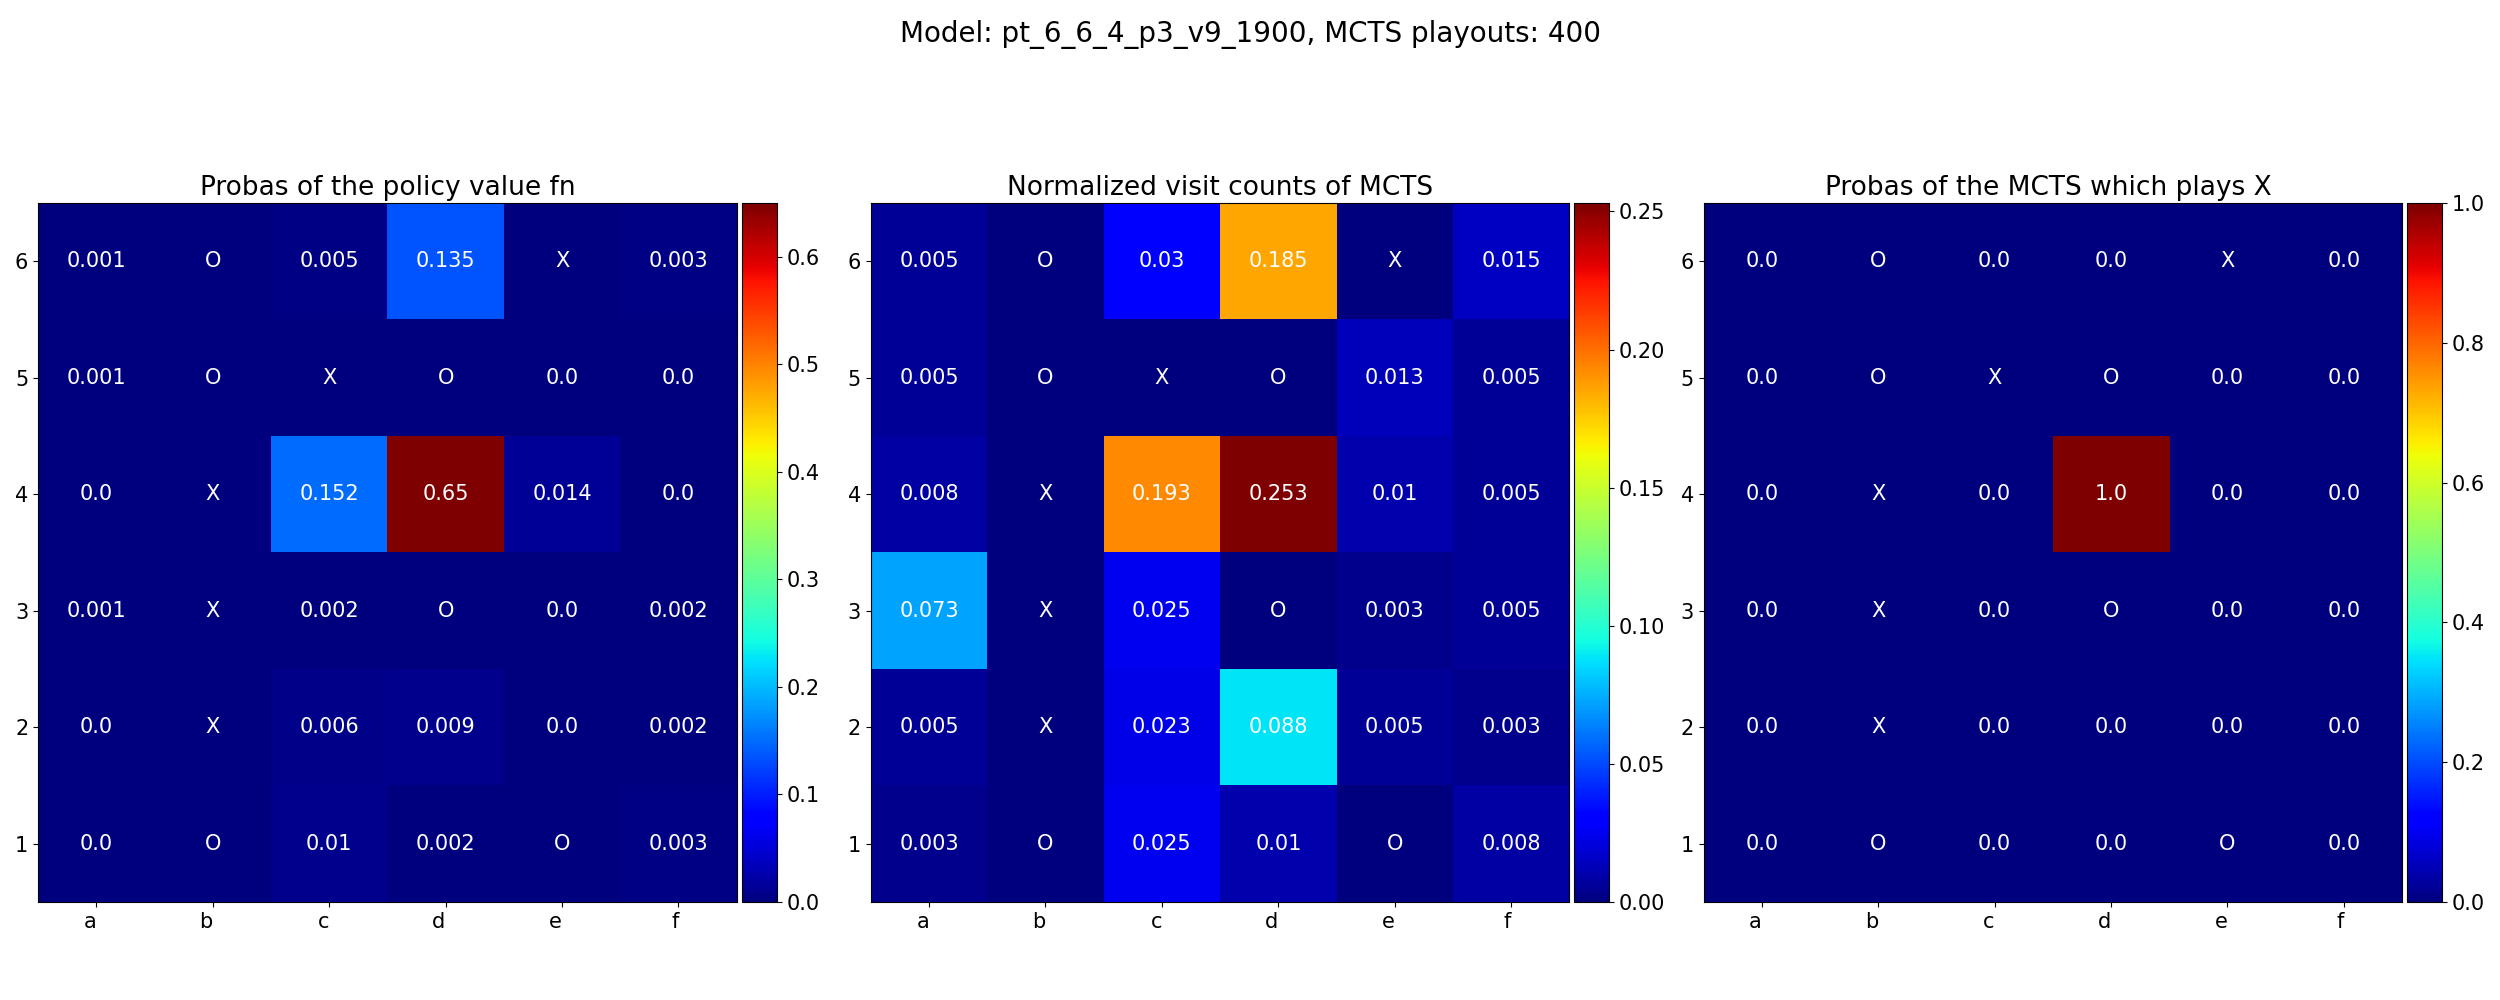 Model: pt_6_6_4_p3_v9_1900, MCTS playouts: 400
Probas of the policy value fn
6 0.001 O 0.005 0.135 X 0.003
5 0.001 O X O 0.0 0.0
4 0.0 X 0.152 0.65 0.014 0.0
3 0.001 X 0.002 O 0.0 0.002
2 0.0 X 0.006 0.009 0.0 0.002
1 0.0 O 0.01 0.002 O 0.003
a b c d e f
0.6
0.5
0.4
0.3
0.2
0.1
0.0
Normalized visit counts of MCTS
6 0.005 O 0.03 0.185 X 0.015
5 0.005 O X O 0.013 0.005
4 0.008 X 0.193 0.253 0.01 0.005
3 0.073 X 0.025 O 0.003 0.005
2 0.005 X 0.023 0.088 0.005 0.003
1 0.003 O 0.025 0.01 O 0.008
a b c d e f
0.25
0.20
0.15
0.10
0.05
0.00
Probas of the MCTS which plays X
6 0.0 O 0.0 0.0 X 0.0
5 0.0 O X O 0.0 0.0
4 0.0 X 0.0 1.0 0.0 0.0
3 0.0 X 0.0 O 0.0 0.0
2 0.0 X 0.0 0.0 0.0 0.0
1 0.0 O 0.0 0.0 O 0.0
a b c d e f
1.0
0.8
0.6
0.4
0.2
0.0